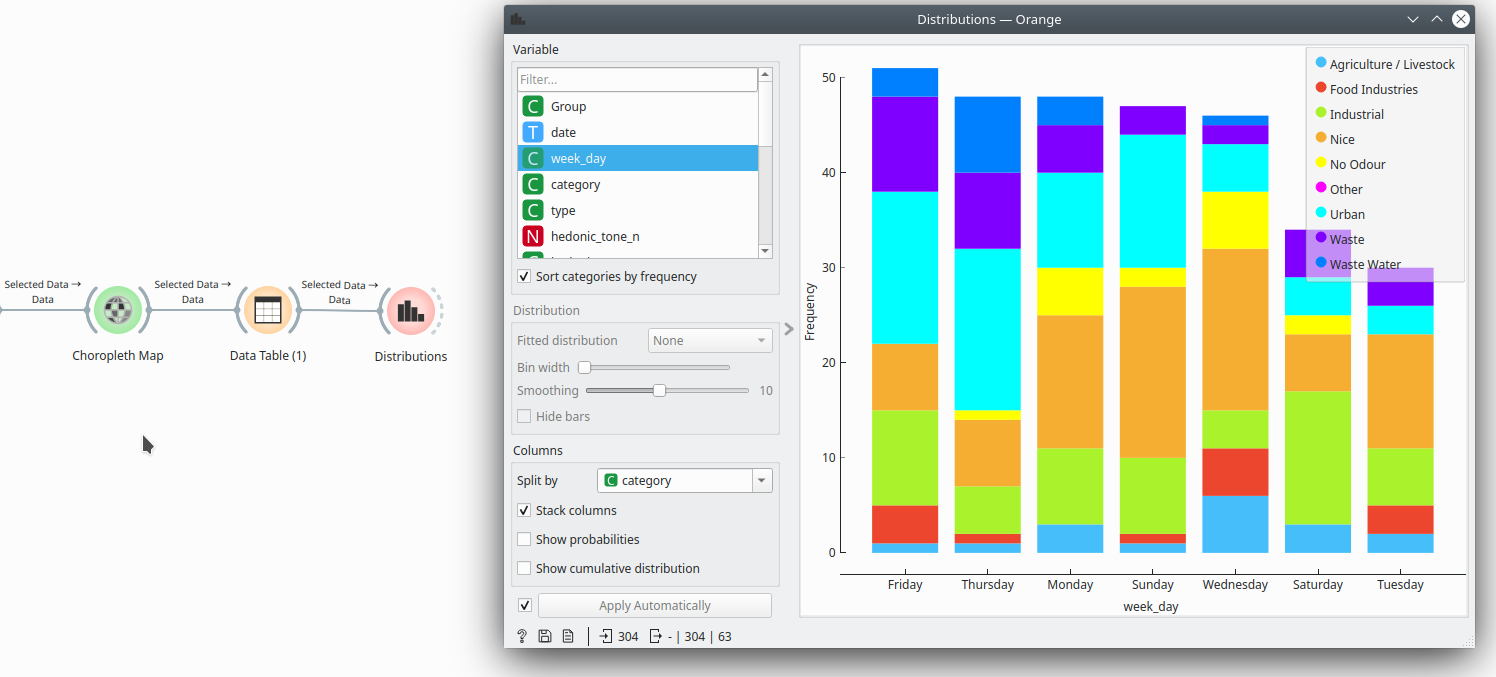 Selected Data →
Data
Selected Data →
Data
Selected Data →
Data
Choropleth Map
Data Table (1)
Distributions
Distributions — Orange
Variable
Filter...
C Group
T date
C week_day
C category
C type
N hedonic_tone_n
Sort categories by frequency
Distribution
Fitted distribution None
Bin width
Smoothing 10
Hide bars
Columns
Split by C category
Stack columns
Show probabilities
Show cumulative distribution
Apply Automatically
? 304 - | 304 | 63
Agriculture / Livestock
Food Industries
Industrial
Nice
No Odour
Other
Urban
Waste
Waste Water
Frequency
50
40
30
20
10
0
Friday Thursday Monday Sunday Wednesday Saturday Tuesday
week_day